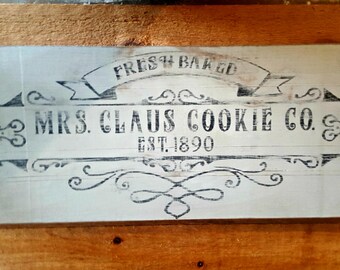 FRESH BAKED
MRS. CLAUS COOKIE CO.
EST. 1890